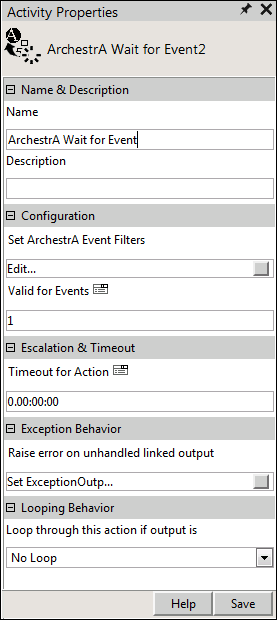 Activity Properties
ArchestrA Wait for Event2
Name & Description
Name
ArchestrA Wait for Event
Description
Configuration
Set ArchestrA Event Filters
Edit...
Valid for Events
1
Escalation & Timeout
Timeout for Action
0.00:00:00
Exception Behavior
Raise error on unhandled linked output
Set ExceptionOutp...
Looping Behavior
Loop through this action if output is
No Loop
Help Save